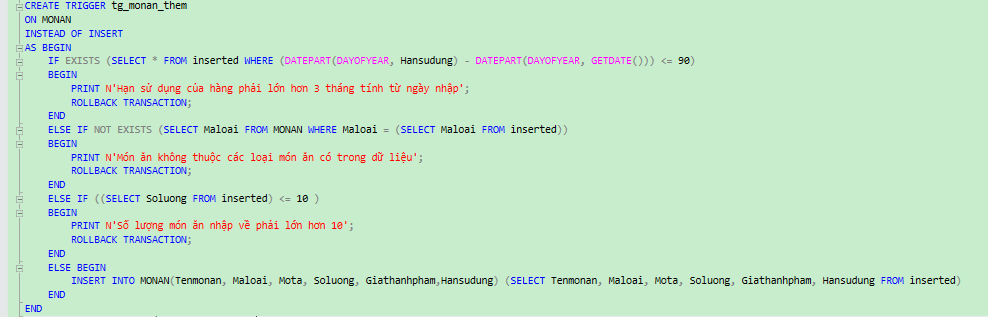 CREATE TRIGGER tg_monan_them
ON MONAN
INSTEAD OF INSERT
AS BEGIN
IF EXISTS (SELECT * FROM inserted WHERE (DATEPART(DAYOFYEAR, Hansudung) - DATEPART(DAYOFYEAR, GETDATE())) <= 90)
BEGIN
PRINT N'Hạn sử dụng của hàng phải lớn hơn 3 tháng tính từ ngày nhập';
ROLLBACK TRANSACTION;
END
ELSE IF NOT EXISTS (SELECT Maloai FROM MONAN WHERE Maloai = (SELECT Maloai FROM inserted))
BEGIN
PRINT N'Món ăn không thuộc các loại món ăn có trong dữ liệu';
ROLLBACK TRANSACTION;
END
ELSE IF ((SELECT Soluong FROM inserted) <= 10 )
BEGIN
PRINT N'Số lượng món ăn nhập về phải lớn hơn 10';
ROLLBACK TRANSACTION;
END
ELSE BEGIN
INSERT INTO MONAN(Tenmonan, Maloai, Mota, Soluong, Giathanhpham,Hansudung) (SELECT Tenmonan, Maloai, Mota, Soluong, Giathanhpham, Hansudung FROM inserted)
END
END